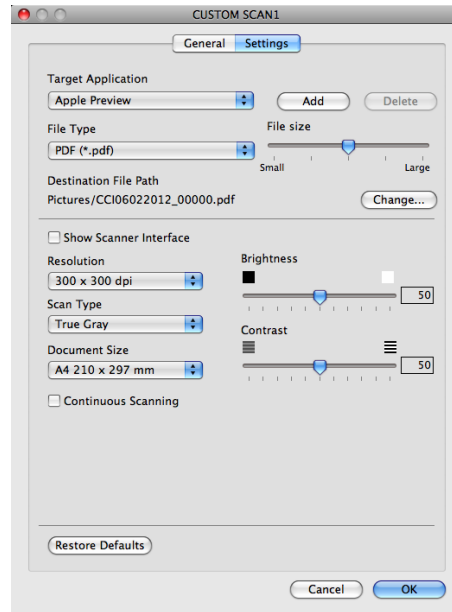 CUSTOM SCAN1
General Settings
Target Application
Apple Preview Add Delete
File Type File size
PDF (*.pdf)
Small Large
Destination File Path
Pictures/CCI06022012_00000.pdf Change...
Show Scanner Interface
Resolution Brightness
300 x 300 dpi
50
Scan Type
True Gray
Contrast
Document Size
A4 210 x 297 mm 50
Continuous Scanning
Restore Defaults
Cancel OK